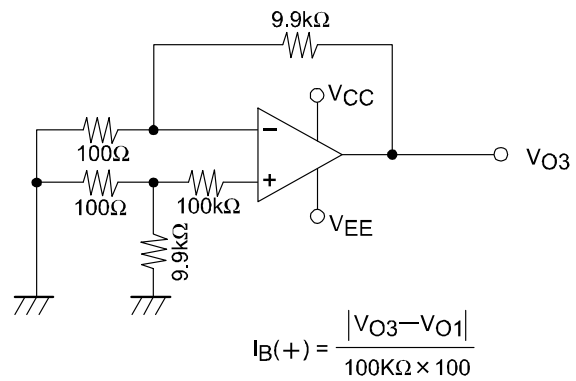 9.9kΩ
VCC
100Ω
−
VO3
100Ω
100kΩ
+
VEE
9.9kΩ
IB(+) = |VO3−VO1| / 100KΩ × 100